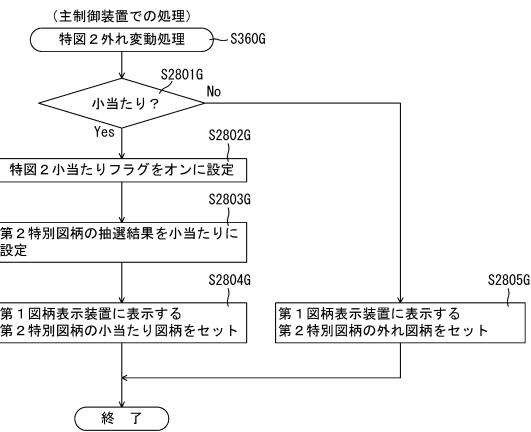 （主制御装置での処理）
特図２外れ変動処理
S360G
S2801G
小当たり？
No
Yes
S2802G
特図２小当たりフラグをオンに設定
S2803G
第２特別図柄の抽選結果を小当たりに
設定
S2804G
第１図柄表示装置に表示する
第２特別図柄の小当たり図柄をセット
S2805G
第１図柄表示装置に表示する
第２特別図柄の外れ図柄をセット
終　了